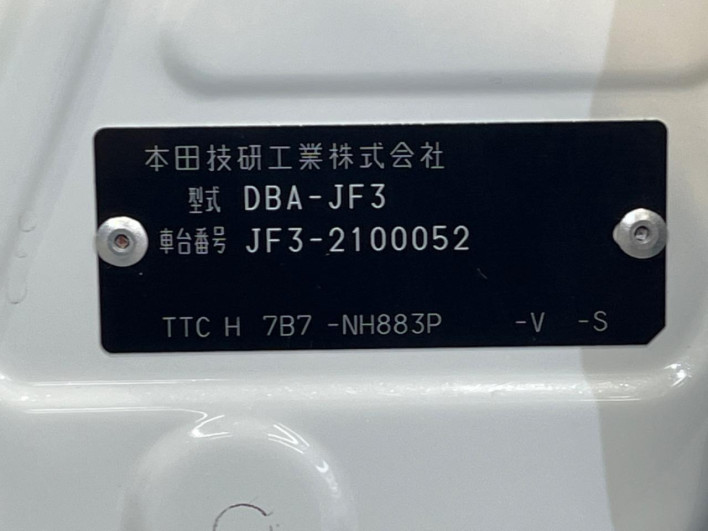 本田技研工業株式会社
型式 DBA-JF3
車台番号 JF3-2100052
TTC H 7B7 -NH883P -V -S